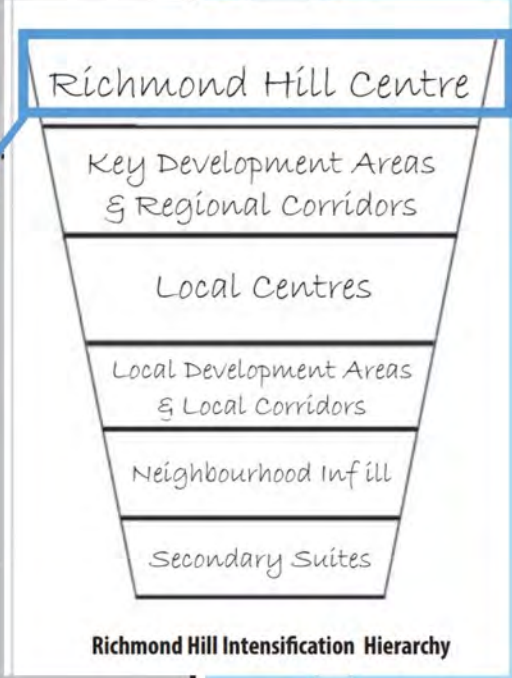 Richmond Hill Centre
Key Development Areas
& Regional Corridors
Local Centres
Local Development Areas
& Local Corridors
Neighbourhood Infill
Secondary Suites
Richmond Hill Intensification Hierarchy